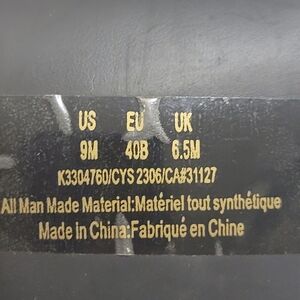 US EU UK
9M 40B 6.5M
K3304760/CYS 2306/CA#31127
All Man Made Material:Matériel tout synthétique
Made in China:Fabriqué en Chine